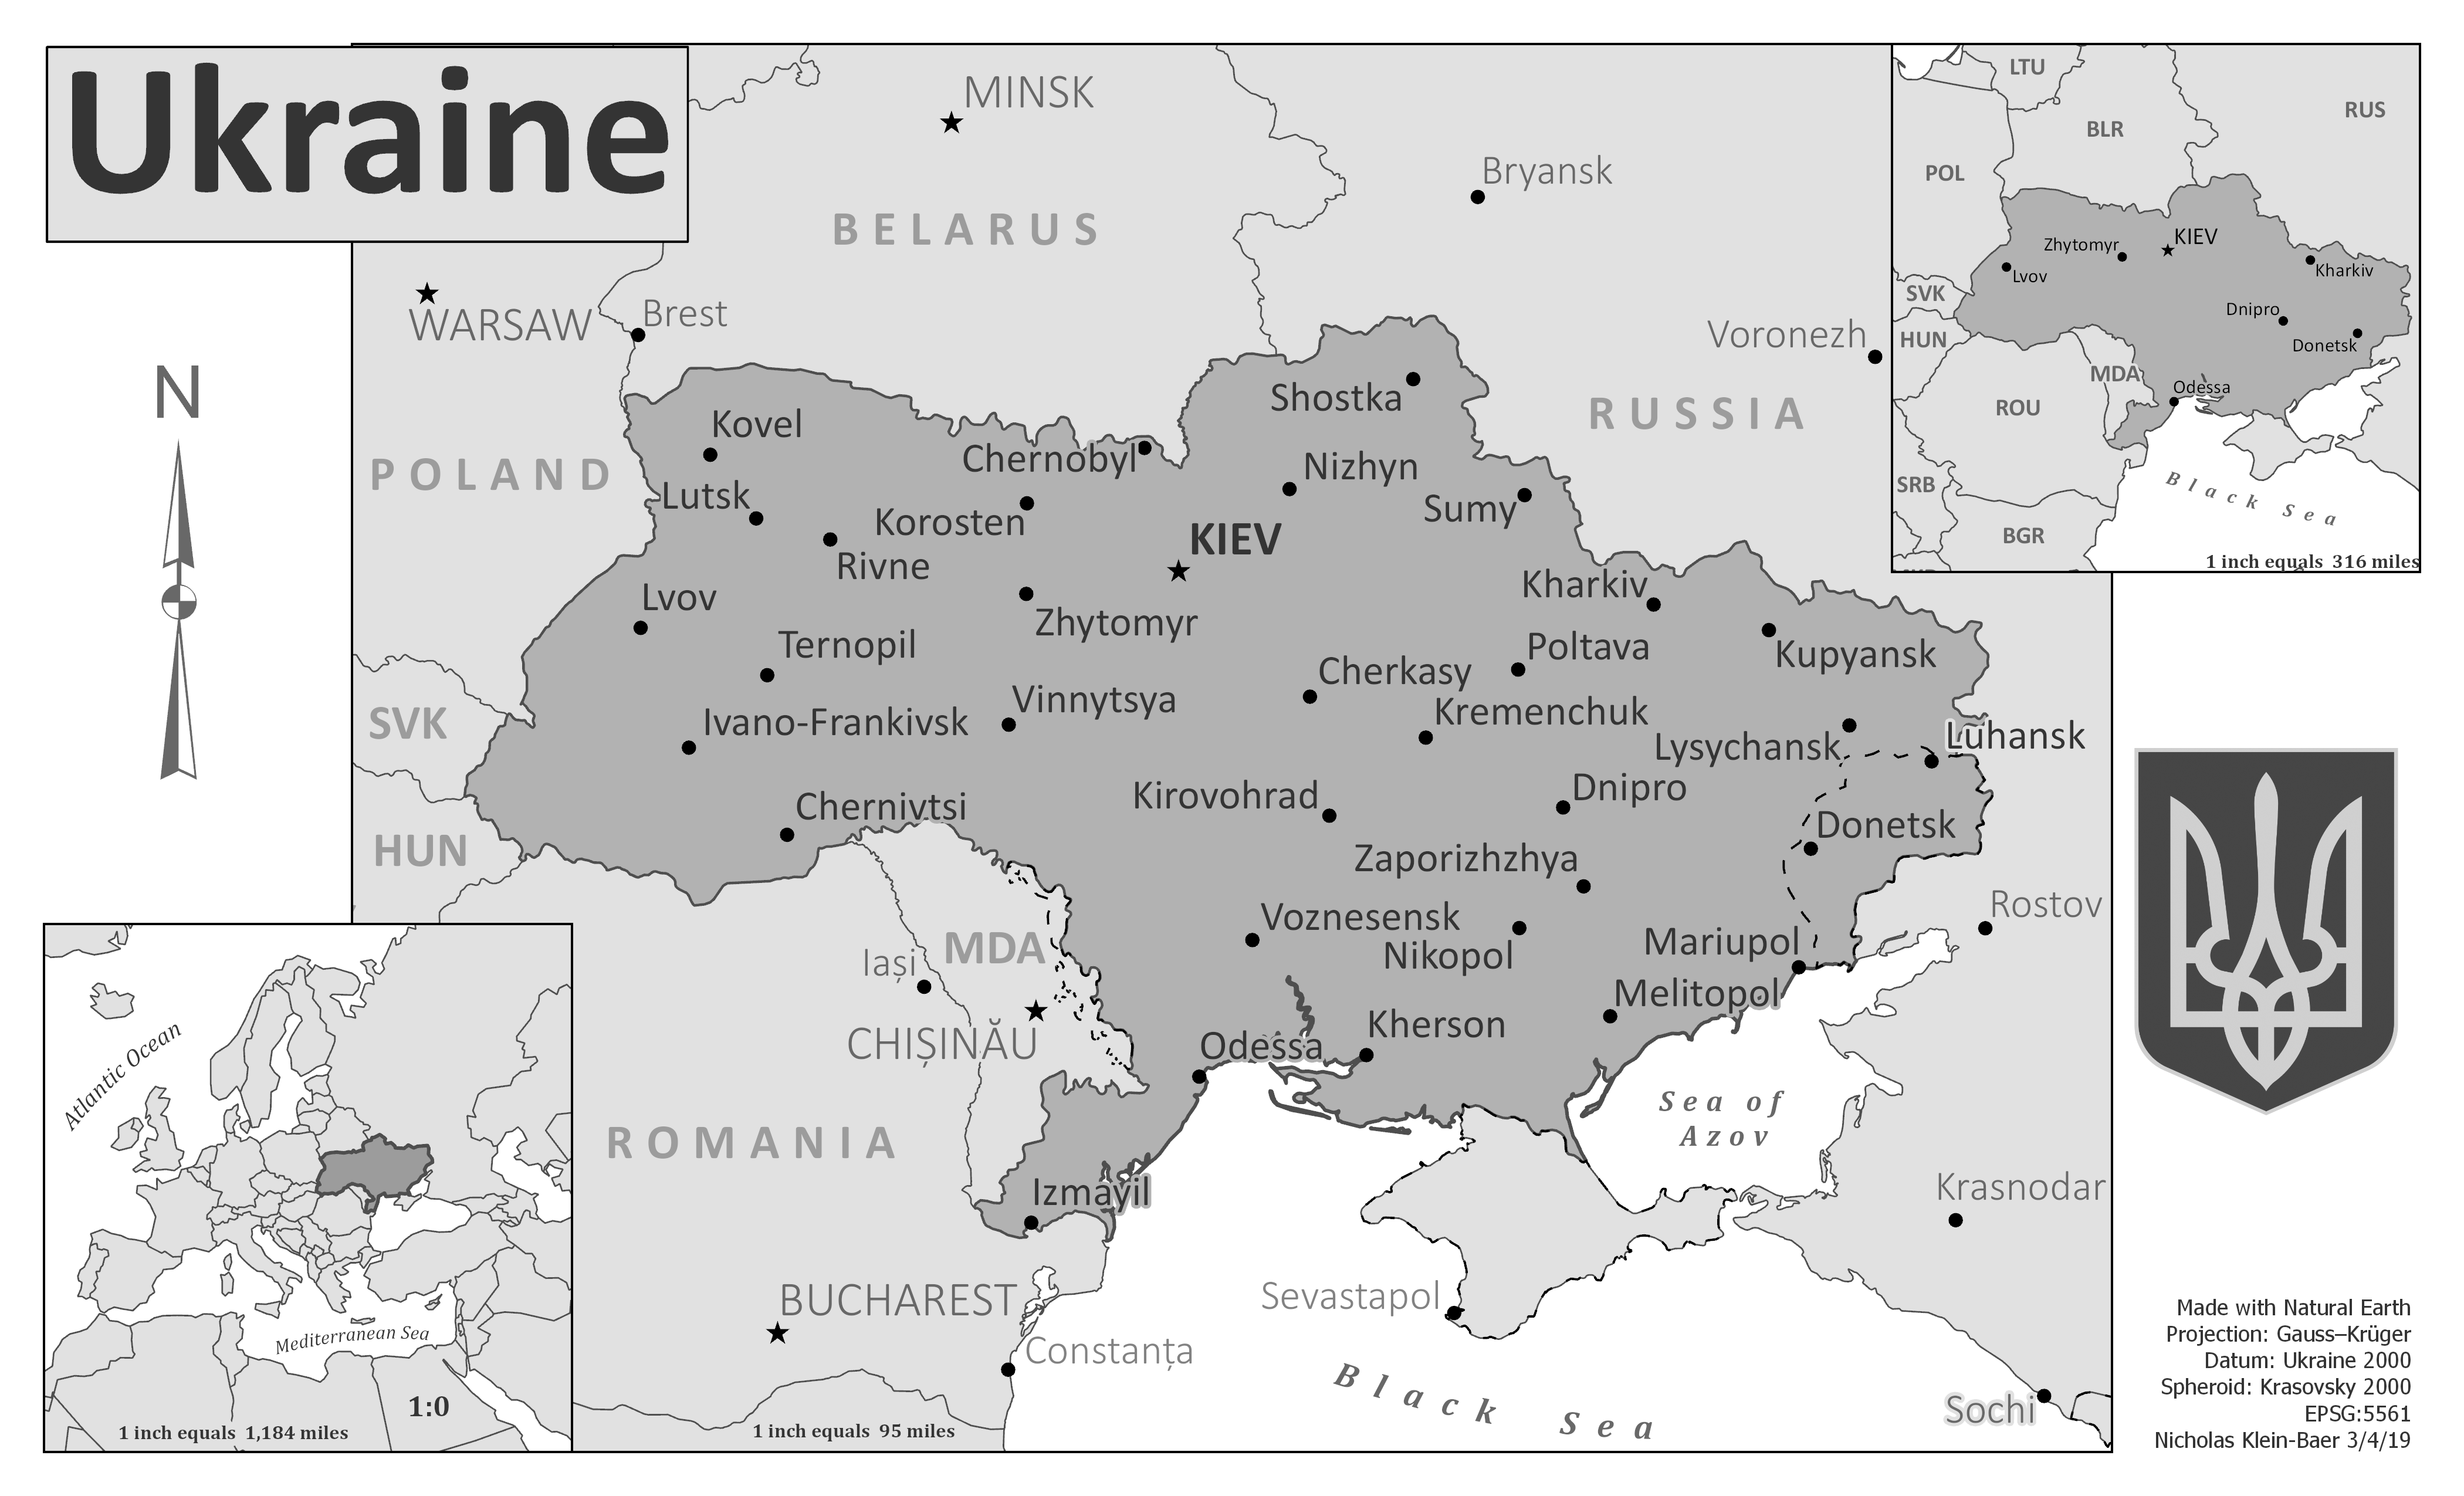 Ukraine
MINSK
Bryansk
BELARUS
WARSAW
Brest
Voronezh
RUSSIA
N
POLAND
Shostka
Kovel
Chernobyl
Nizhyn
Lutsk
Sumy
Korosten
KIEV
Rivne
Kharkiv
Lvov
Zhytomyr
Ternopil
Poltava
Kupyansk
Cherkasy
Vinnytsya
Kremenchuk
SVK
Ivano-Frankivsk
Luhansk
Lysychansk
Kirovohrad
Dnipro
Chernivtsi
Donetsk
HUN
Zaporizhzhya
Rostov
Voznesensk
MDA
Nikopol
Mariupol
Iași
Melitopol
Kherson
CHIȘINĂU
Odessa
Sea of
Azov
ROMANIA
Izmayil
Krasnodar
Sevastapol
BUCHAREST
Constanța
Black Sea
Sochi
1 inch equals 95 miles
LTU
RUS
BLR
POL
KIEV
Zhytomyr
Lvov
Kharkiv
SVK
Dnipro
HUN
Donetsk
MDA
Odessa
ROU
SRB
Black Sea
BGR
1 inch equals 316 miles
Atlantic Ocean
Mediterranean Sea
1:0
1 inch equals 1,184 miles
Made with Natural Earth
Projection: Gauss–Krüger
Datum: Ukraine 2000
Spheroid: Krasovsky 2000
EPSG:5561
Nicholas Klein-Baer 3/4/19